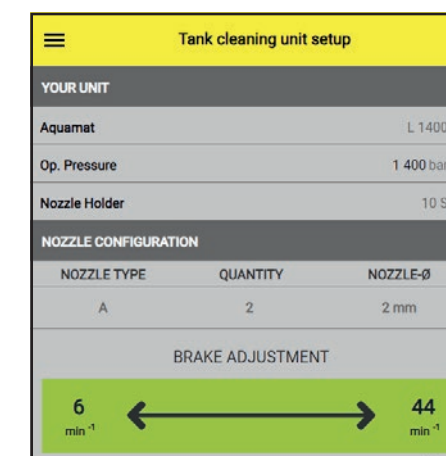 Tank cleaning unit setup
YOUR UNIT
Aquamat L 1400
Op. Pressure 1 400 bar
Nozzle Holder 10 S
NOZZLE CONFIGURATION
NOZZLE TYPE QUANTITY NOZZLE-Ø
A 2 2 mm
BRAKE ADJUSTMENT
6 44
min⁻¹ min⁻¹